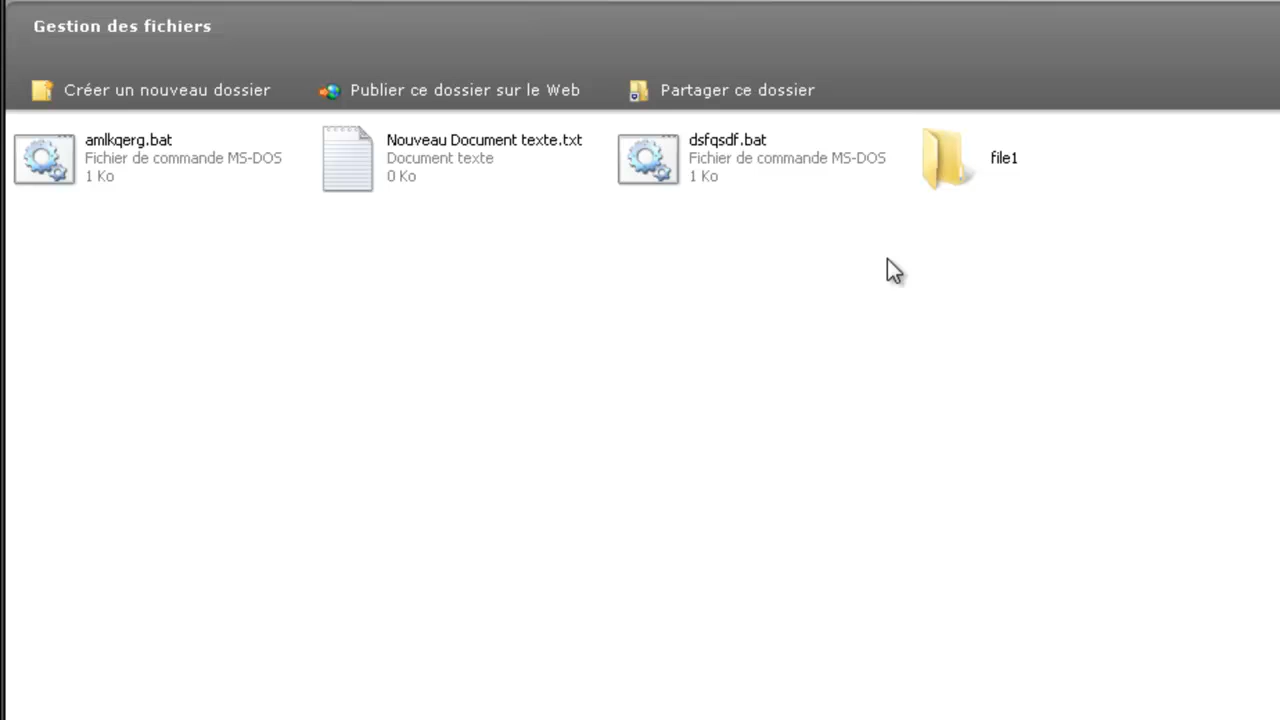 Gestion des fichiers
Créer un nouveau dossier
Publier ce dossier sur le Web
Partager ce dossier
amlkqerg.bat
Fichier de commande MS-DOS
1 Ko
Nouveau Document texte.txt
Document texte
0 Ko
dsfqsdf.bat
Fichier de commande MS-DOS
1 Ko
file1